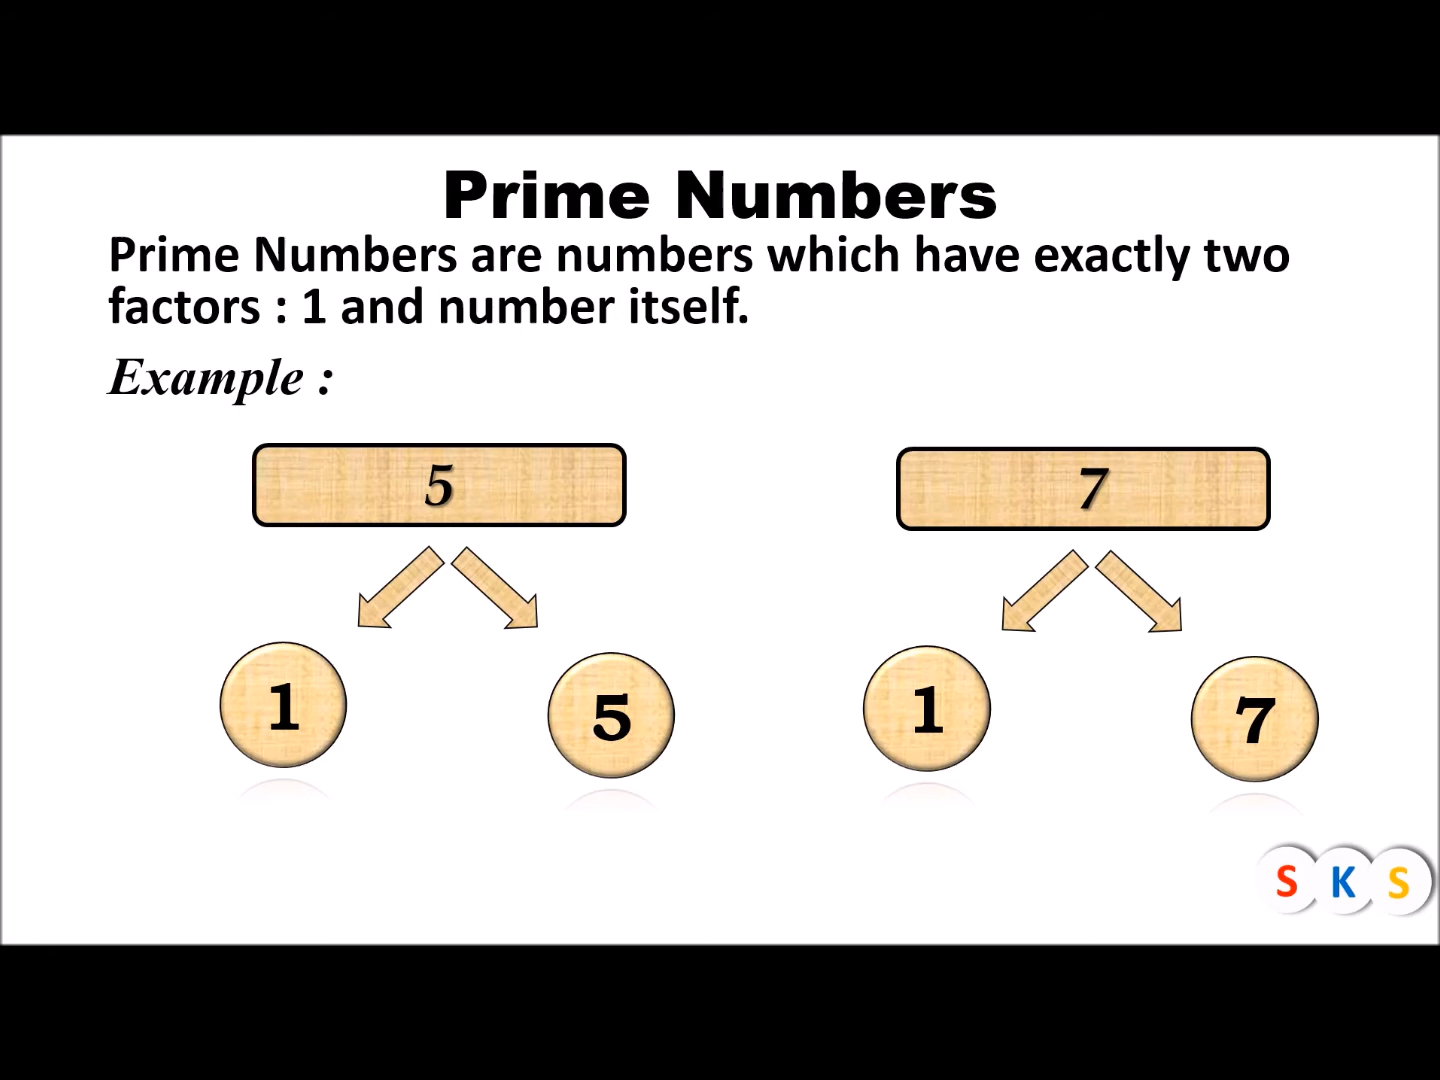 Prime Numbers
Prime Numbers are numbers which have exactly two
factors : 1 and number itself.
Example :
5 7
1 5 1 7
S K S